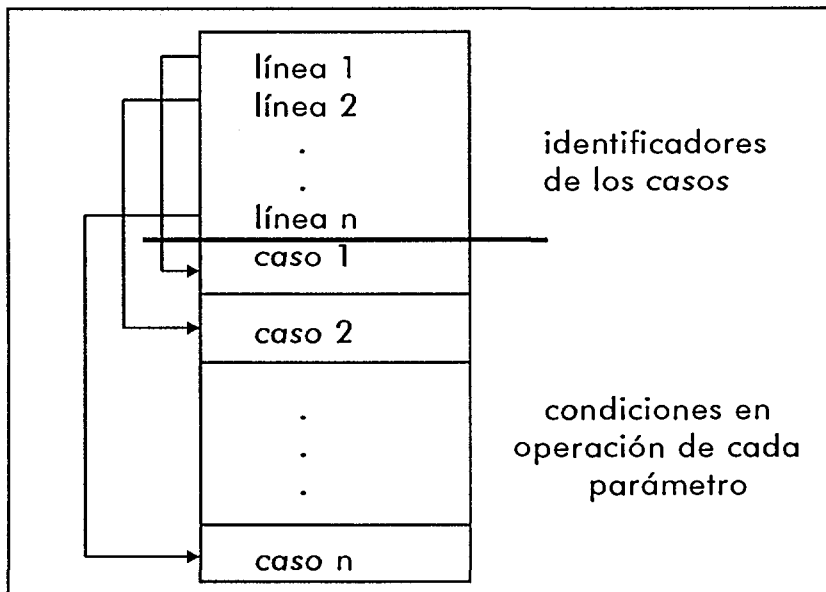 línea 1
línea 2
.
.
línea n
identificadores
de los casos
caso 1
caso 2
.
.
.
condiciones en
operación de cada
parámetro
caso n